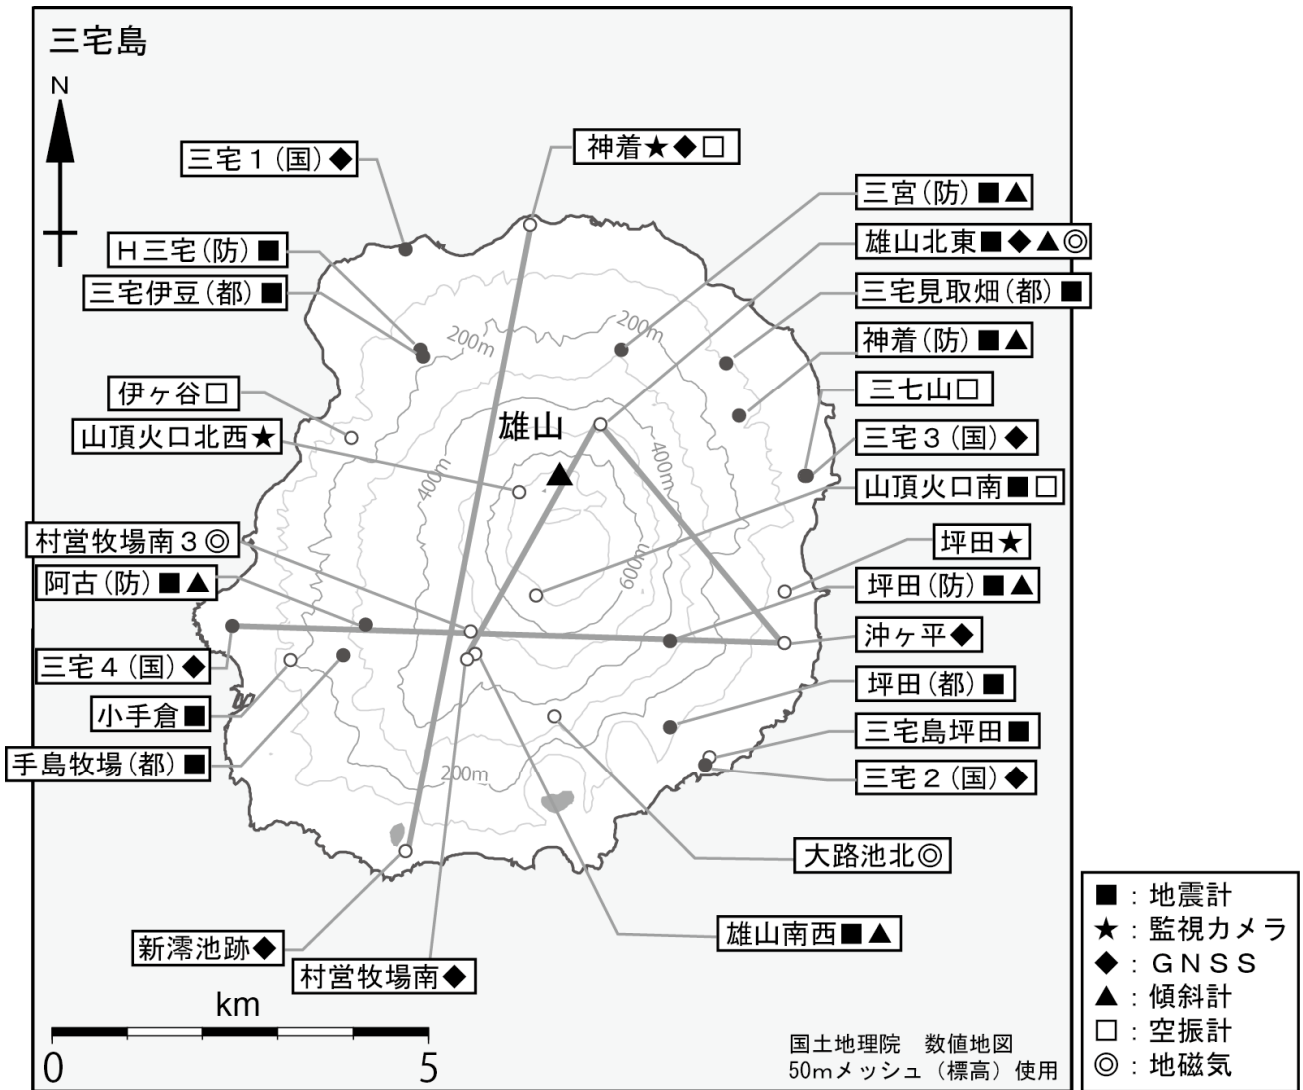 三宅島
N
三宅１(国)◆
神着★◆□
三宮(防)■▲
雄山北東■◆▲◎
Ｈ三宅(防)■
三宅伊豆(都)■
三宅見取畑(都)■
200m
200m
神着(防)■▲
伊ヶ谷□
三七山□
雄山
山頂火口北西★
三宅３(国)◆
400m
400m
山頂火口南■□
村営牧場南３◎
坪田★
600m
阿古(防)■▲
坪田(防)■▲
沖ヶ平◆
三宅４(国)◆
坪田(都)■
小手倉■
三宅島坪田■
手島牧場(都)■
200m
三宅２(国)◆
大路池北◎
新澪池跡◆
雄山南西■▲
村営牧場南◆
km
0
5
国土地理院　数値地図
50mメッシュ（標高）使用
■：地震計
★：監視カメラ
◆：ＧＮＳＳ
▲：傾斜計
□：空振計
◎：地磁気